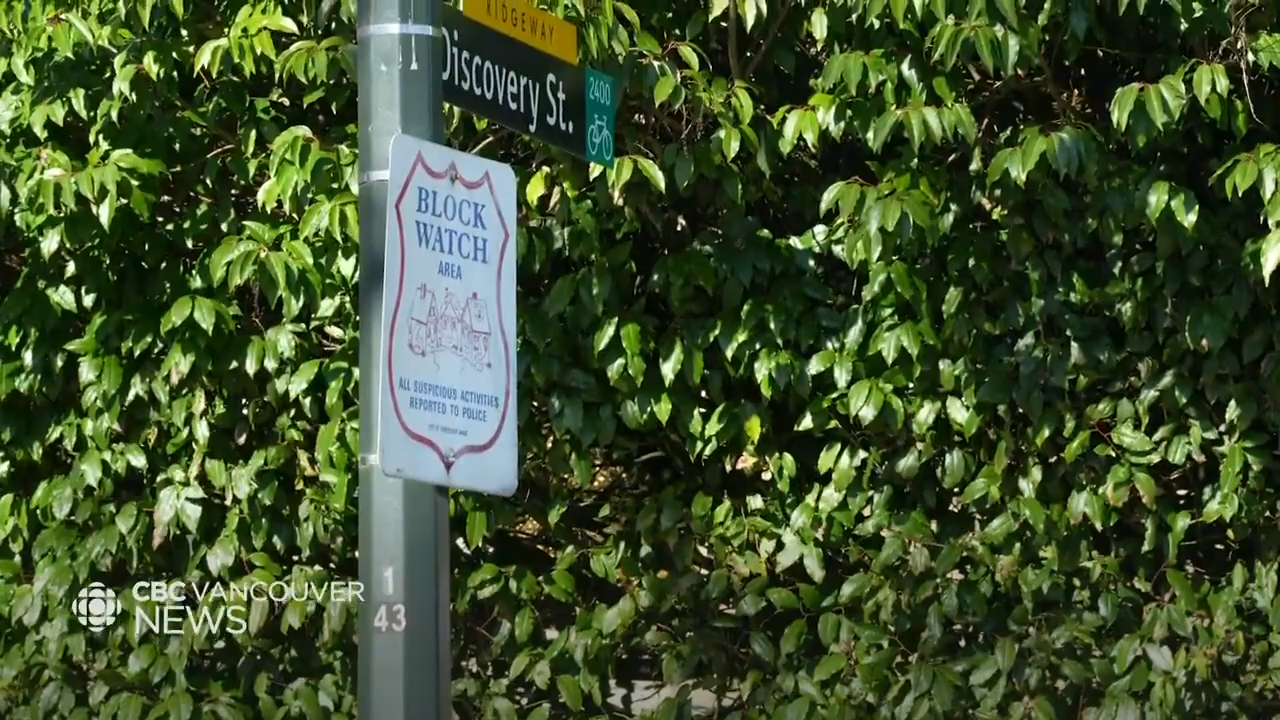 RIDGEWAY
Discovery St.
2400
BLOCK
WATCH
AREA
ALL SUSPICIOUS ACTIVITIES
REPORTED TO POLICE
1
43
CBC VANCOUVER
NEWS